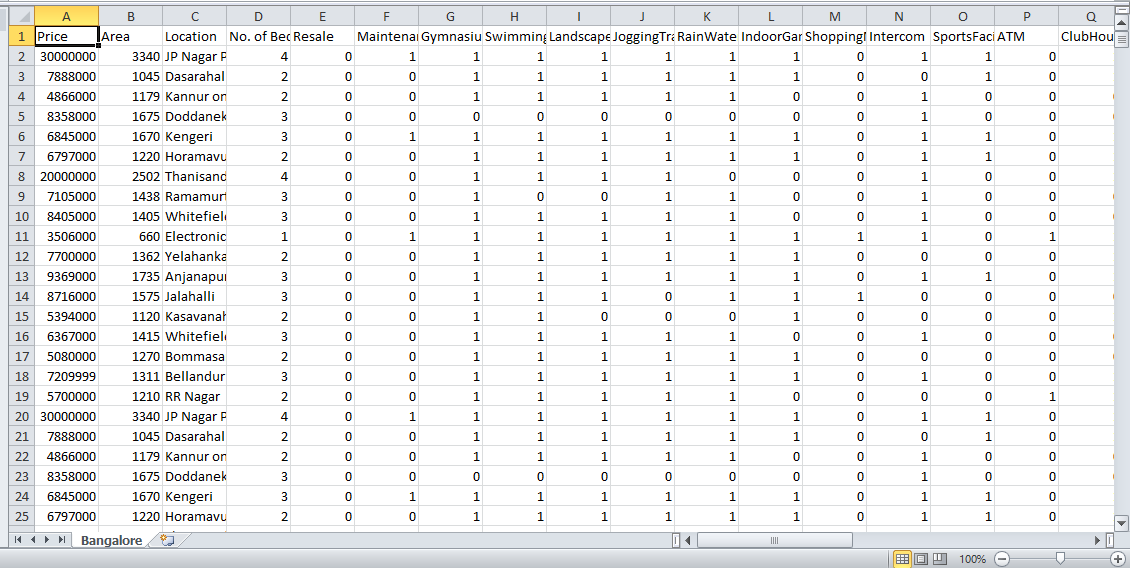 A B C D E F G H I J K L M N O P Q
1 Price Area Location No. of Bed Resale Maintenan Gymnasiu Swimming Landscape JoggingTra RainWate IndoorGar Shopping Intercom SportsFaci ATM ClubHou
2 30000000 3340 JP Nagar P 4 0 1 1 1 1 1 1 1 0 1 1 0
3 7888000 1045 Dasarahal 2 0 0 1 1 1 1 1 1 0 0 1 0
4 4866000 1179 Kannur on 2 0 0 1 1 1 1 1 0 0 1 0 0
5 8358000 1675 Doddanek 3 0 0 0 0 0 0 0 0 0 1 0 0
6 6845000 1670 Kengeri 3 0 1 1 1 1 1 1 1 0 1 1 0
7 6797000 1220 Horamavu 2 0 0 1 1 1 1 1 1 0 1 1 0
8 20000000 2502 Thanisand 4 0 0 1 1 1 1 0 0 0 1 0 0
9 7105000 1438 Ramamurt 3 0 0 1 0 0 1 1 0 0 1 0 0
10 8405000 1405 Whitefield 3 0 0 1 1 1 1 1 0 0 1 0 0
11 3506000 660 Electronic 1 0 1 1 1 1 1 1 1 1 1 0 1
12 7700000 1362 Yelahanka 2 0 0 1 1 1 1 1 1 0 0 0 0
13 9369000 1735 Anjanapur 3 0 0 1 1 1 1 1 1 0 1 1 0
14 8716000 1575 Jalahalli 3 0 0 1 1 1 0 1 1 1 0 0 0
15 5394000 1120 Kasavanah 2 0 0 1 1 0 0 0 1 0 0 0 0
16 6367000 1415 Whitefield 3 0 0 1 1 1 1 1 0 0 1 0 0
17 5080000 1270 Bommasa 2 0 0 1 1 1 1 1 1 0 0 0 0
18 7209999 1311 Bellandur 3 0 0 1 1 1 1 1 1 0 1 0 0
19 5700000 1210 RR Nagar 2 0 0 1 1 1 1 1 0 0 0 0 1
20 30000000 3340 JP Nagar P 4 0 1 1 1 1 1 1 1 0 1 1 0
21 7888000 1045 Dasarahal 2 0 0 1 1 1 1 1 1 0 0 1 0
22 4866000 1179 Kannur on 2 0 0 1 1 1 1 1 0 0 1 0 0
23 8358000 1675 Doddanek 3 0 0 0 0 0 0 0 0 0 1 0 0
24 6845000 1670 Kengeri 3 0 1 1 1 1 1 1 1 0 1 1 0
25 6797000 1220 Horamavu 2 0 0 1 1 1 1 1 1 0 1 1 0
Bangalore
100%